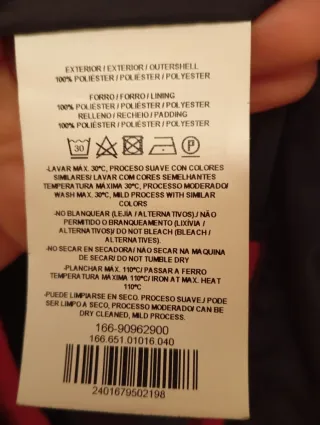 EXTERIOR / EXTERIOR / OUTERSHELL
100% POLIÉSTER / POLIÉSTER / POLYESTER
FORRO / FORRO / LINING
100% POLIÉSTER / POLIÉSTER / POLYESTER
RELLENO / RECHEIO / PADDING
100% POLIÉSTER / POLIÉSTER / POLYESTER
30 P
-LAVAR MÁX. 30ºC, PROCESO SUAVE CON COLORES
SIMILARES/ LAVAR COM CORES SEMELHANTES
TEMPERATURA MÁXIMA 30ºC, PROCESSO MODERADO/
WASH MAX. 30ºC, MILD PROCESS WITH SIMILAR
COLORS
-NO BLANQUEAR (LEJÍA / ALTERNATIVOS) / NÃO
PERMITIDO O BRANQUEAMENTO (LIXÍVIA /
ALTERNATIVOS)/ DO NOT BLEACH (BLEACH /
ALTERNATIVES).
-NO SECAR EN SECADORA/ NÃO SECAR NA MÁQUINA
DE SECAR/ DO NOT TUMBLE DRY
-PLANCHAR MÁX. 110ºC/ PASSAR A FERRO
TEMPERATURA MÁXIMA 110ºC/ IRON AT MAX. HEAT
110ºC
-PUEDE LIMPIARSE EN SECO. PROCESO SUAVE./ PODE
SER LIMPO A SECO, PROCESSO MODERADO/ CAN BE
DRY CLEANED, MILD PROCESS.
166-90962900
166.651.01016.040
2401679502198